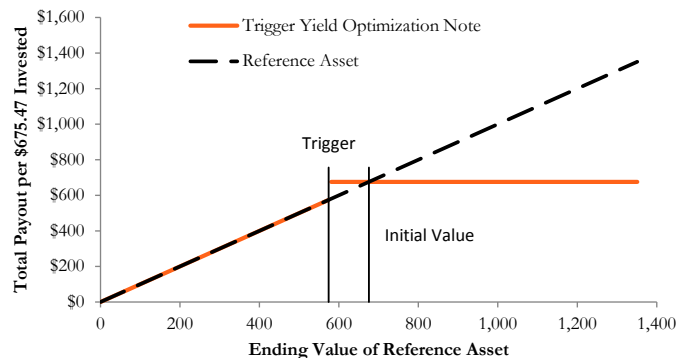 Total Payout per $675.47 Invested
$1,600
$1,400
$1,200
$1,000
$800
$600
$400
$200
$0
Trigger Yield Optimization Note
Reference Asset
Trigger
Initial Value
0
200
400
600
800
1,000
1,200
1,400
Ending Value of Reference Asset